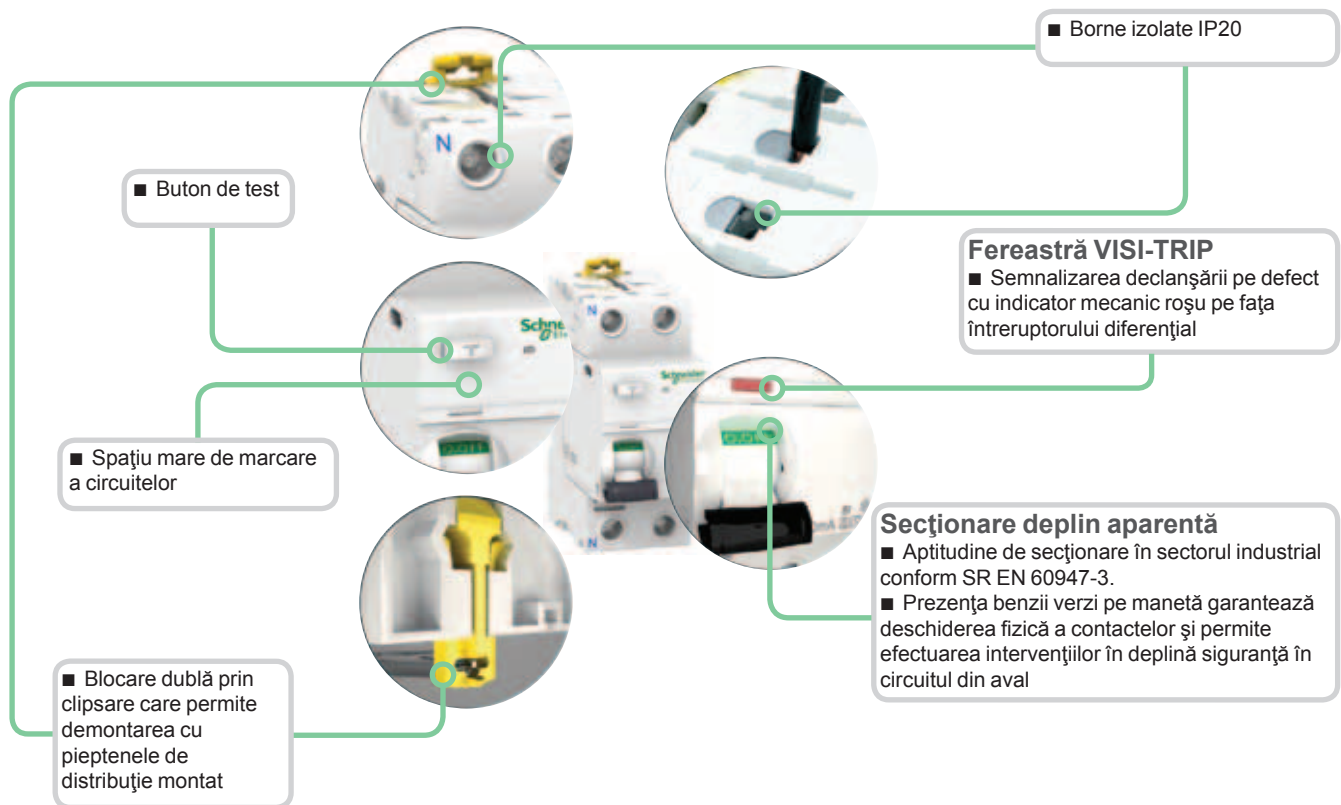 ■ Borne izolate IP20
N
■ Buton de test
Fereastră VISI-TRIP
■ Semnalizarea declanşării pe defect
cu indicator mecanic roşu pe faţa
întreruptorului diferenţial
N
Schneider
■ Spaţiu mare de marcare
a circuitelor
N
Secţionare deplin aparentă
■ Aptitudine de secţionare în sectorul industrial
conform SR EN 60947-3.
■ Prezenţa benzii verzi pe manetă garantează
deschiderea fizică a contactelor şi permite
efectuarea intervenţiilor în deplină siguranţă în
circuitul din aval
■ Blocare dublă prin
clipsare care permite
demontarea cu
pieptenele de
distribuţie montat